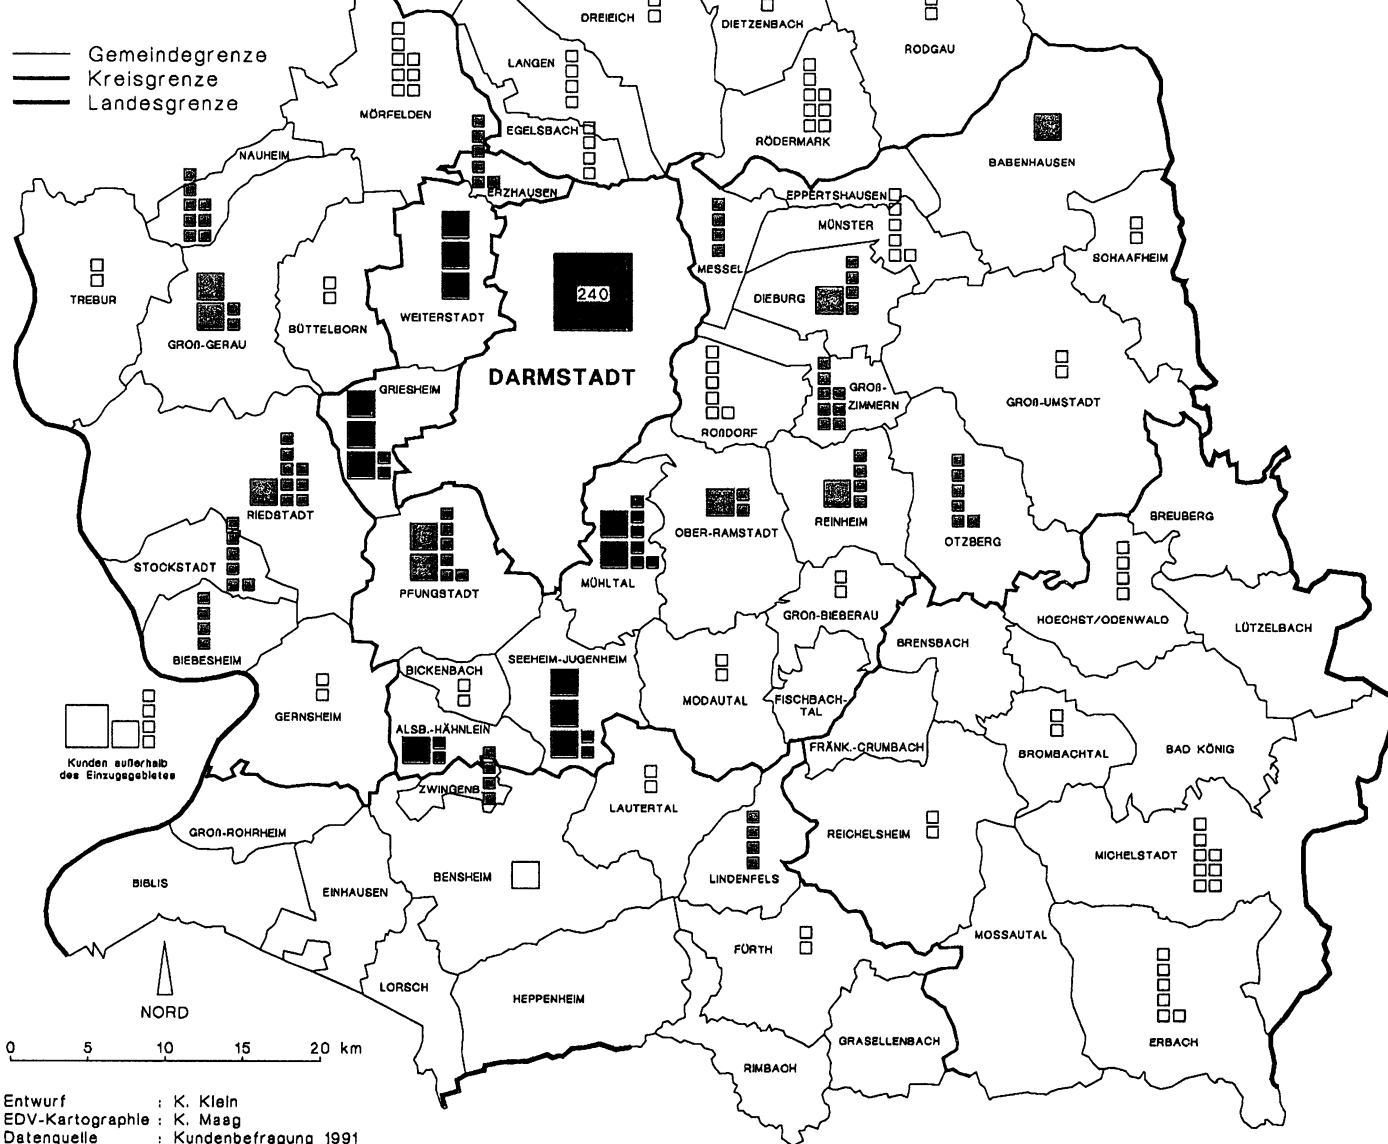 DREIEICH
DIETZENBACH
RODGAU
Gemeindegrenze
Kreisgrenze
Landesgrenze
LANGEN
MÖRFELDEN
EGELSBACH
RÖDERMARK
BABENHAUSEN
NAUHEIM
ERZHAUSEN
EPPERTSHAUSEN
MÜNSTER
SCHAAFHEIM
MESSEL
TREBUR
DIEBURG
240
BÜTTELBORN
WEITERSTADT
GROß-GERAU
DARMSTADT
GRIESHEIM
GROß-
ZIMMERN
GROß-UMSTADT
ROßDORF
RIEDSTADT
OBER-RAMSTADT
REINHEIM
BREUBERG
OTZBERG
STOCKSTADT
MÜHLTAL
PFUNGSTADT
GROß-BIEBERAU
HOECHST/ODENWALD
LÜTZELBACH
BRENSBACH
BIEBESHEIM
SEEHEIM-JUGENHEIM
BICKENBACH
MODAUTAL
FISCHBACH-
TAL
GERNSHEIM
ALSB.-HÄHNLEIN
FRÄNK.-CRUMBACH
BROMBACHTAL
BAD KÖNIG
Kunden außerhalb
des Einzugsgebietes
ZWINGENB.
LAUTERTAL
GROß-ROHRHEIM
REICHELSHEIM
MICHELSTADT
BIBLIS
EINHAUSEN
BENSHEIM
LINDENFELS
MOSSAUTAL
FÜRTH
LORSCH
HEPPENHEIM
NORD
GRASELLENBACH
ERBACH
RIMBACH
0 5 10 15 20 km
Entwurf : K. Klein
EDV-Kartographie : K. Maag
Datenquelle : Kundenbefragung 1991